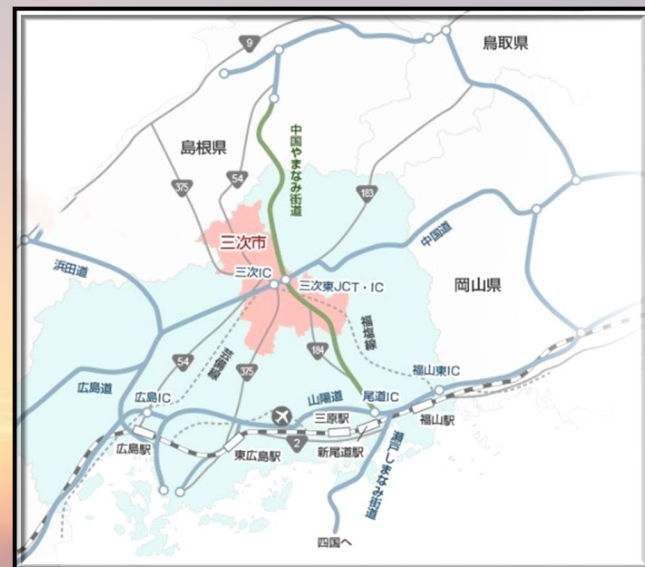 9
鳥取県
島根県
中国やまなみ街道
54
375
183
三次市
三次IC
三次東JCT・IC
中国道
浜田道
岡山県
福塩線
184
54
芸備線
375
広島道
広島IC
山陽道
尾道IC
福山東IC
三原駅
福山駅
広島駅
東広島駅
2
新尾道駅
瀬戸しまなみ街道
四国へ